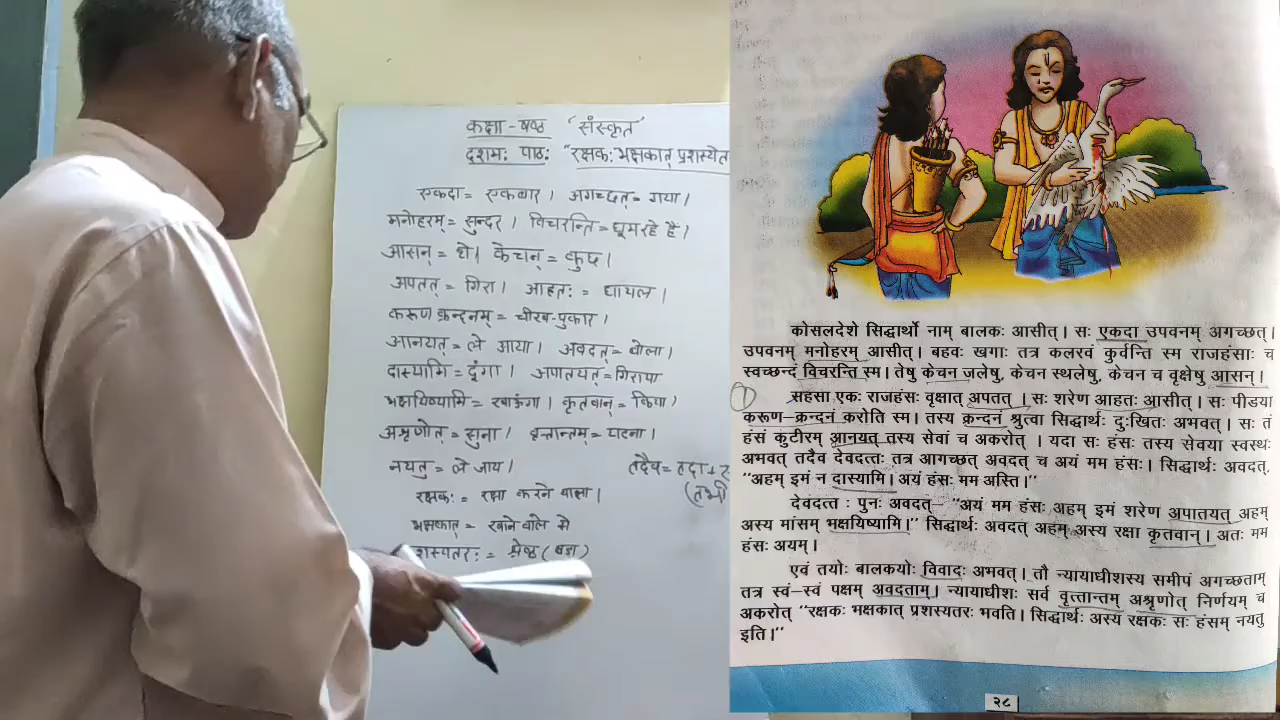 कक्षा - षष्ठ "संस्कृत"
दशमः पाठः "रक्षकः भक्षकात् प्रशस्येत
एकदा = एकबार। अगच्छत् = गया।
मनोहरम् = सुन्दर। विचरन्ति = घूम रहे हैं।
आसन् = थे। केचन् = कुछ।
अपतत् = गिरा। आहतः = घायल।
करूण क्रन्दनम् = चीख-पुकार।
आनयत् = ले आया। अवदत् = बोला।
दास्यामि = दूंगा। अपातयत् = गिराया
भक्षयिष्यामि = खाऊंगा। कृतवान् = किया।
अश्रृणोत् = सुना। वृत्तान्तम् = घटना।
नयतु = ले जाय। तदैव = तदा +
रक्षकः = रक्षा करने वाला। (तभी
भक्षकात् = खाने वाले से
शस्यतरः = श्रेष्ठ (बड़ा)
कोसलदेशे सिद्धार्थो नाम् बालकः आसीत्। सः एकदा उपवनम् अगच्छत्।
उपवनम् मनोहरम् आसीत्। बहवः खगाः तत्र कलरवं कुर्वन्ति स्म राजहंसाः च
स्वच्छन्दं विचरन्ति स्म। तेषु केचन जलेषु, केचन स्थलेषु, केचन च वृक्षेषु आसन्।
1 सहसा एकः राजहंसः वृक्षात् अपतत्। सः शरेण आहतः आसीत्। सः पीडया
करूण-क्रन्दनं करोति स्म। तस्य क्रन्दनं श्रुत्वा सिद्धार्थः दुःखितः अभवत्। सः तं
हंसं कुटीरम् आनयत् तस्य सेवां च अकरोत्। यदा सः हंसः तस्य सेवया स्वस्थः
अभवत् तदैव देवदत्तः तत्र आगच्छत् अवदत् च अयं मम हंसः। सिद्धार्थः अवदत्,
"अहम् इमं न दास्यामि। अयं हंसः मम अस्ति।"
देवदत्त : पुनः अवदत्- "अयं मम हंसः अहम् इमं शरेण अपातयत् अहम्
अस्य मांसम् भक्षयिष्यामि।" सिद्धार्थः अवदत् अहम् अस्य रक्षा कृतवान्। अतः मम
हंसः अयम्।
एवं तयोः बालकयोः विवादः अभवत्। तौ न्यायाधीशस्य समीपं अगच्छताम्
तत्र स्वं-स्वं पक्षम् अवदताम्। न्यायाधीशः सर्व वृत्तान्तम् अश्रृणोत् निर्णयम् च
अकरोत् "रक्षकः भक्षकात् प्रशस्यतरः भवति। सिद्धार्थः अस्य रक्षकः सः हंसम् नयतु
इति।"
२८